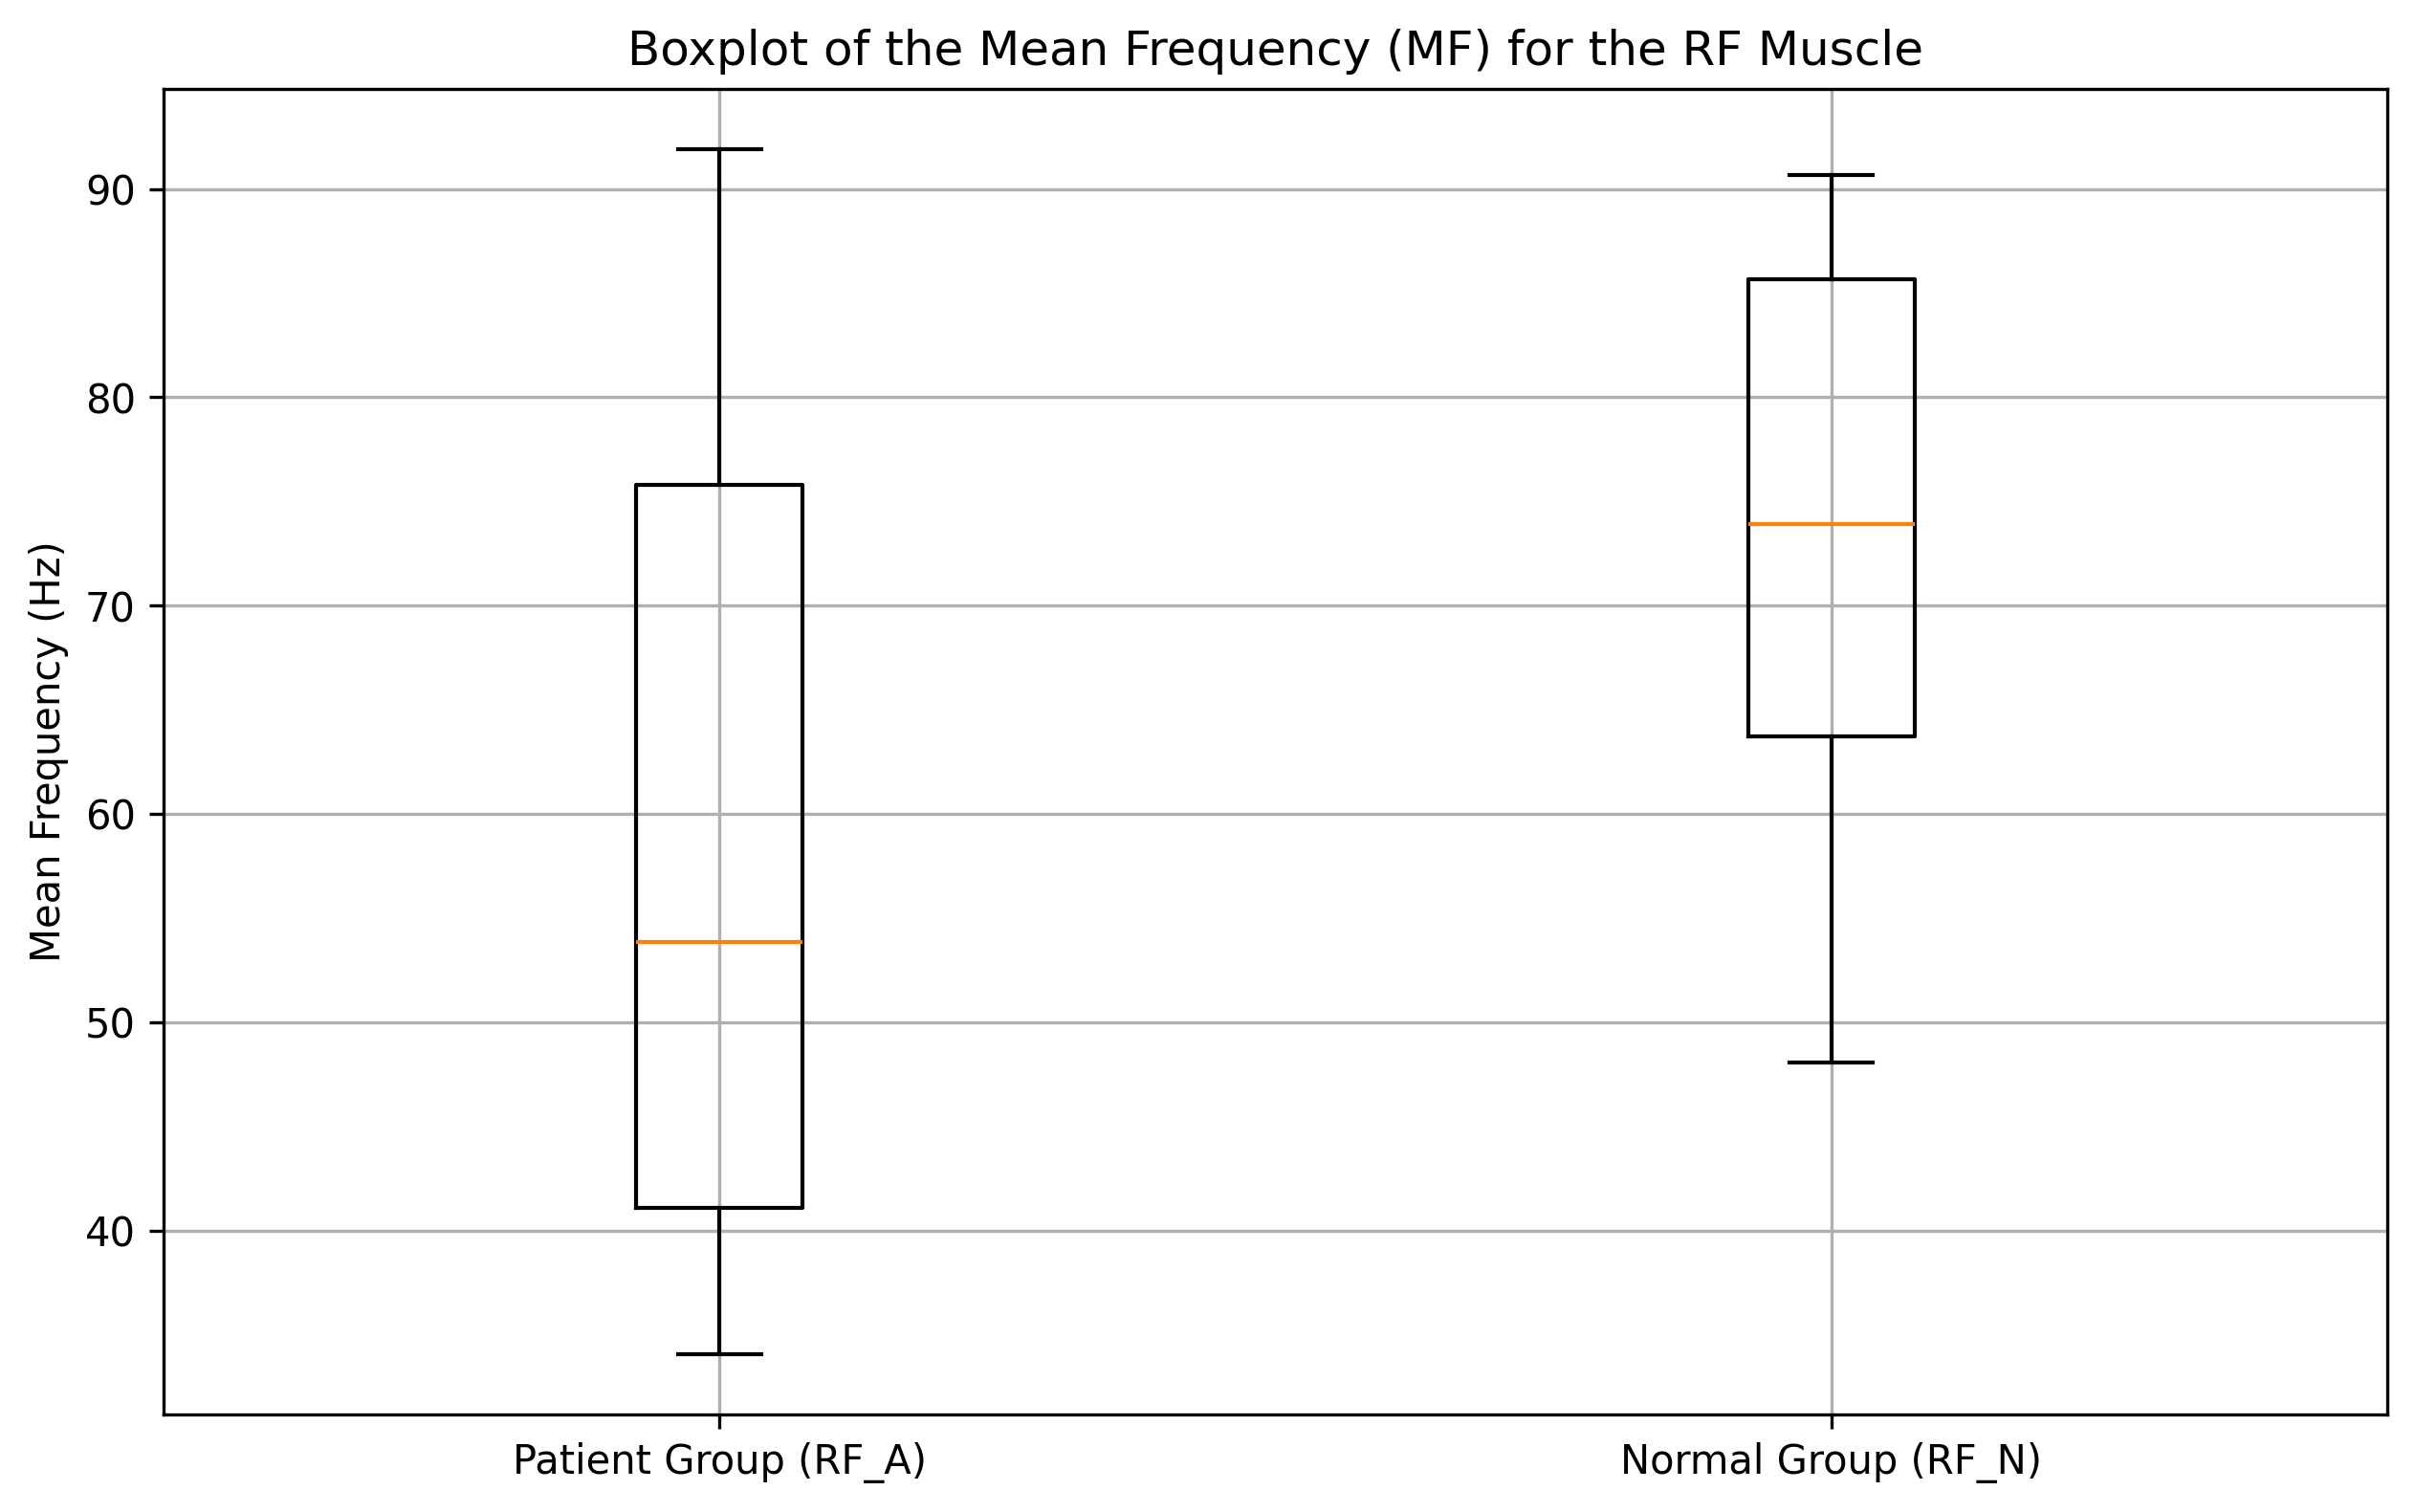 Boxplot of the Mean Frequency (MF) for the RF Muscle
Mean Frequency (Hz)
90
80
70
60
50
40
Patient Group (RF_A)
Normal Group (RF_N)